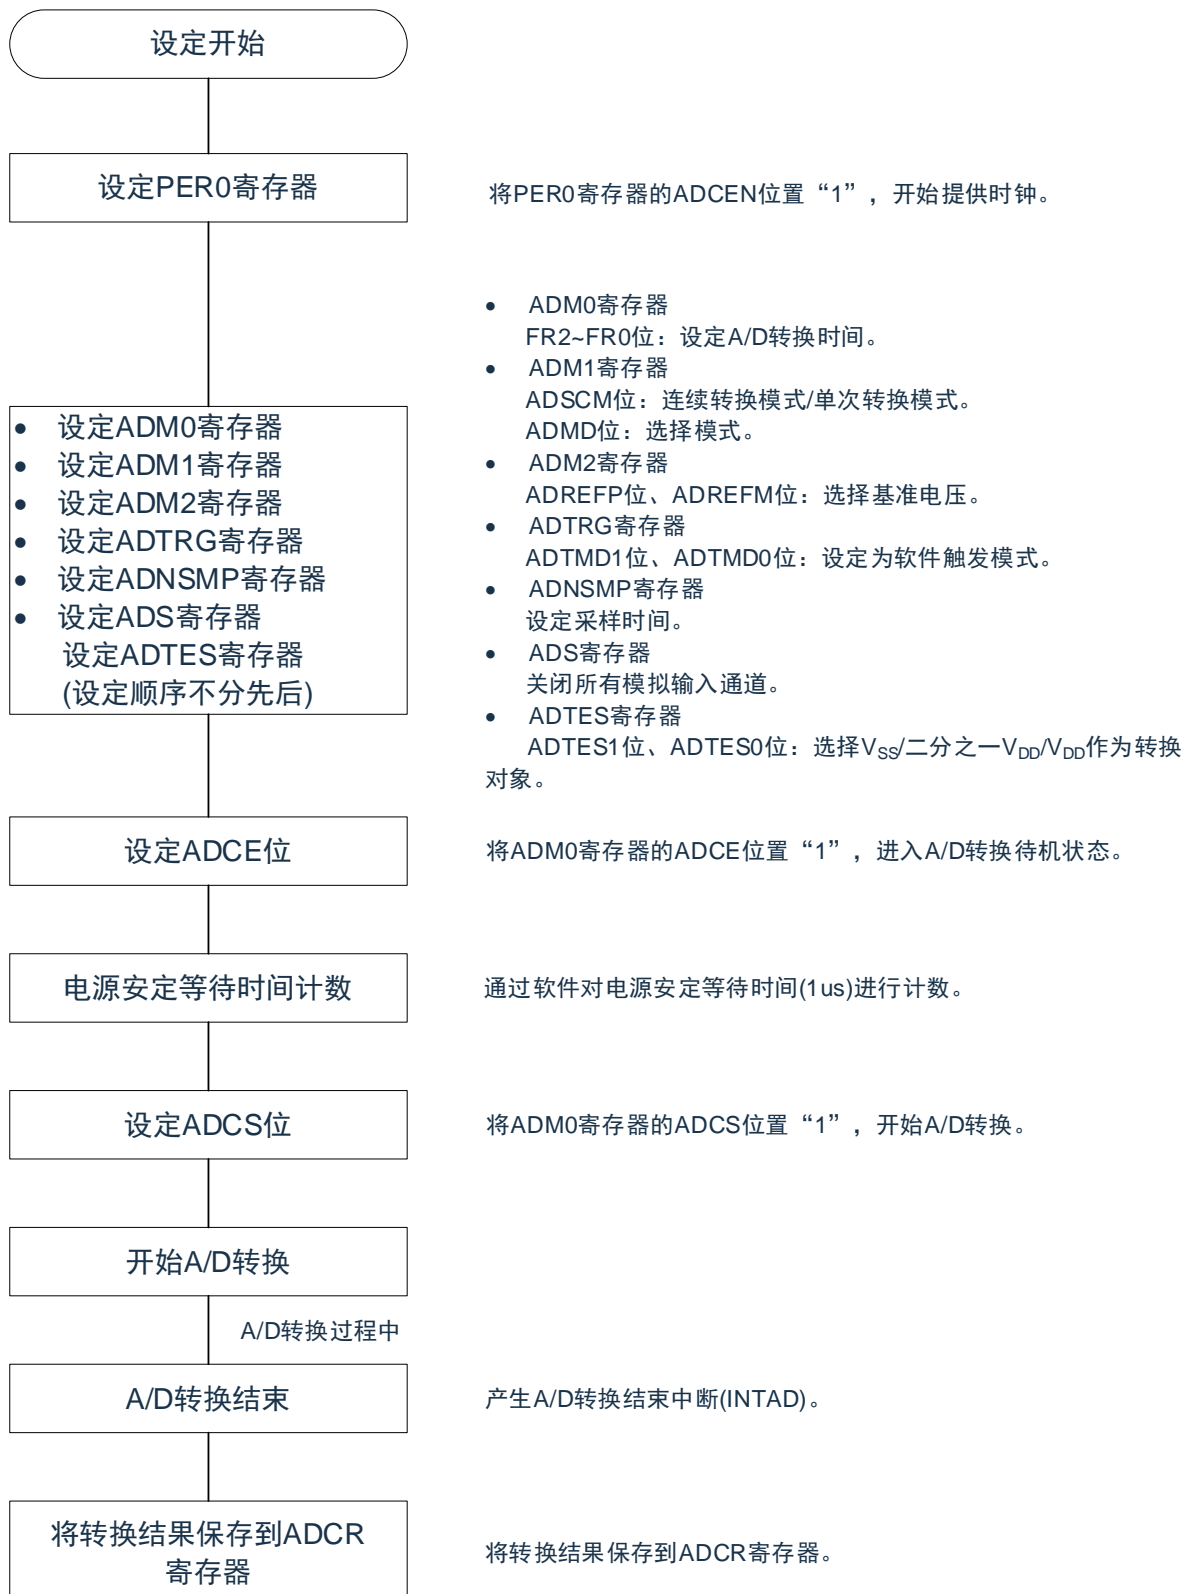 设定开始
设定PER0寄存器
将PER0寄存器的ADCEN位置“1”，开始提供时钟。
• 设定ADM0寄存器
• 设定ADM1寄存器
• 设定ADM2寄存器
• 设定ADTRG寄存器
• 设定ADNSMP寄存器
• 设定ADS寄存器
设定ADTES寄存器
(设定顺序不分先后)
• ADM0寄存器
FR2~FR0位：设定A/D转换时间。
• ADM1寄存器
ADSCM位：连续转换模式/单次转换模式。
ADMD位：选择模式。
• ADM2寄存器
ADREFP位、ADREFM位：选择基准电压。
• ADTRG寄存器
ADTMD1位、ADTMD0位：设定为软件触发模式。
• ADNSMP寄存器
设定采样时间。
• ADS寄存器
关闭所有模拟输入通道。
• ADTES寄存器
ADTES1位、ADTES0位：选择VSS/二分之一VDD/VDD作为转换
对象。
设定ADCE位
将ADM0寄存器的ADCE位置“1”，进入A/D转换待机状态。
电源安定等待时间计数
通过软件对电源安定等待时间(1us)进行计数。
设定ADCS位
将ADM0寄存器的ADCS位置“1”，开始A/D转换。
开始A/D转换
A/D转换过程中
A/D转换结束
产生A/D转换结束中断(INTAD)。
将转换结果保存到ADCR
寄存器
将转换结果保存到ADCR寄存器。